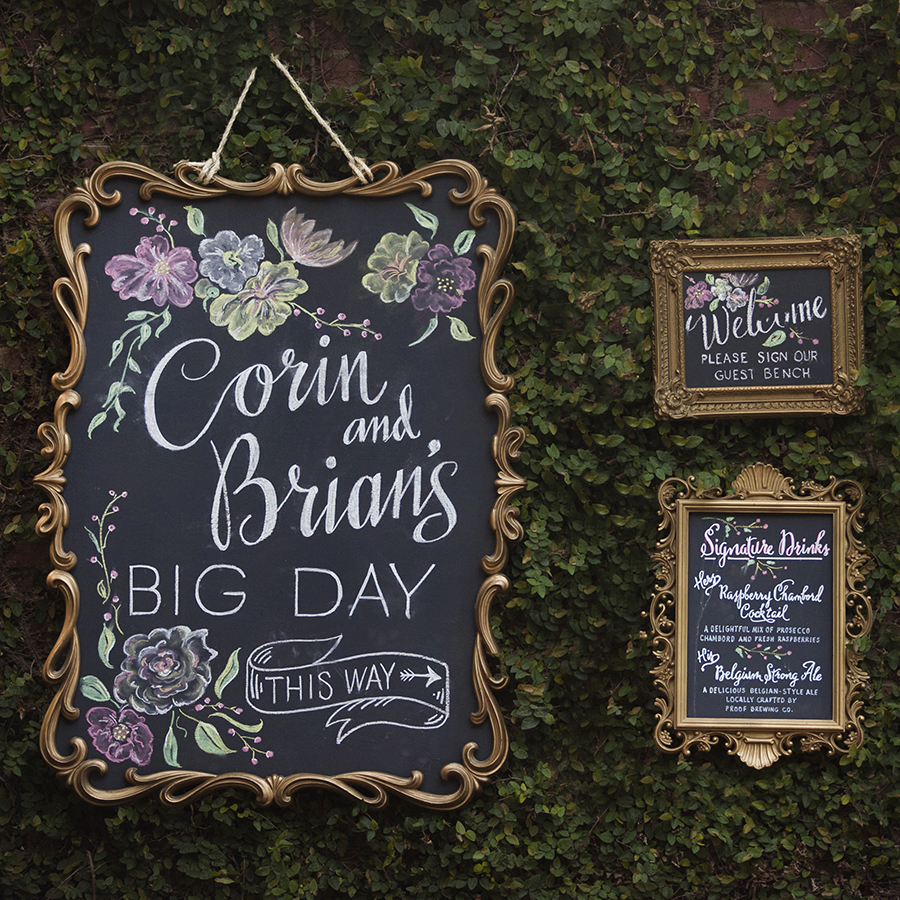 Corin
and
Brian's
BIG DAY
THIS WAY
Welcome
PLEASE SIGN OUR
GUEST BENCH
Signature Drinks
Hers
Raspberry Chambord
Cocktail
A DELIGHTFUL MIX OF PROSECCO
CHAMBORD AND FRESH RASPBERRIES
His
Belgium Strong Ale
A DELICIOUS BELGIAN-STYLE ALE
LOCALLY CRAFTED BY
PROOF BREWING CO.